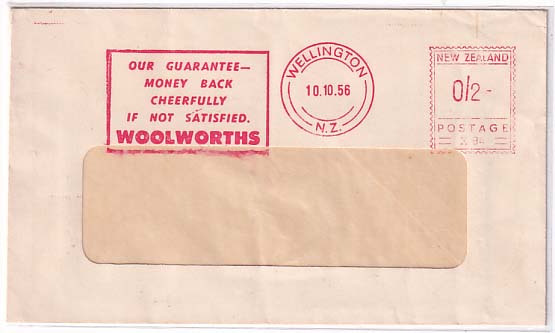 OUR GUARANTEE—
MONEY BACK
CHEERFULLY
IF NOT SATISFIED.
WOOLWORTHS
WELLINGTON
10.10.56
N.Z.
NEW ZEALAND
0/2-
POSTAGE